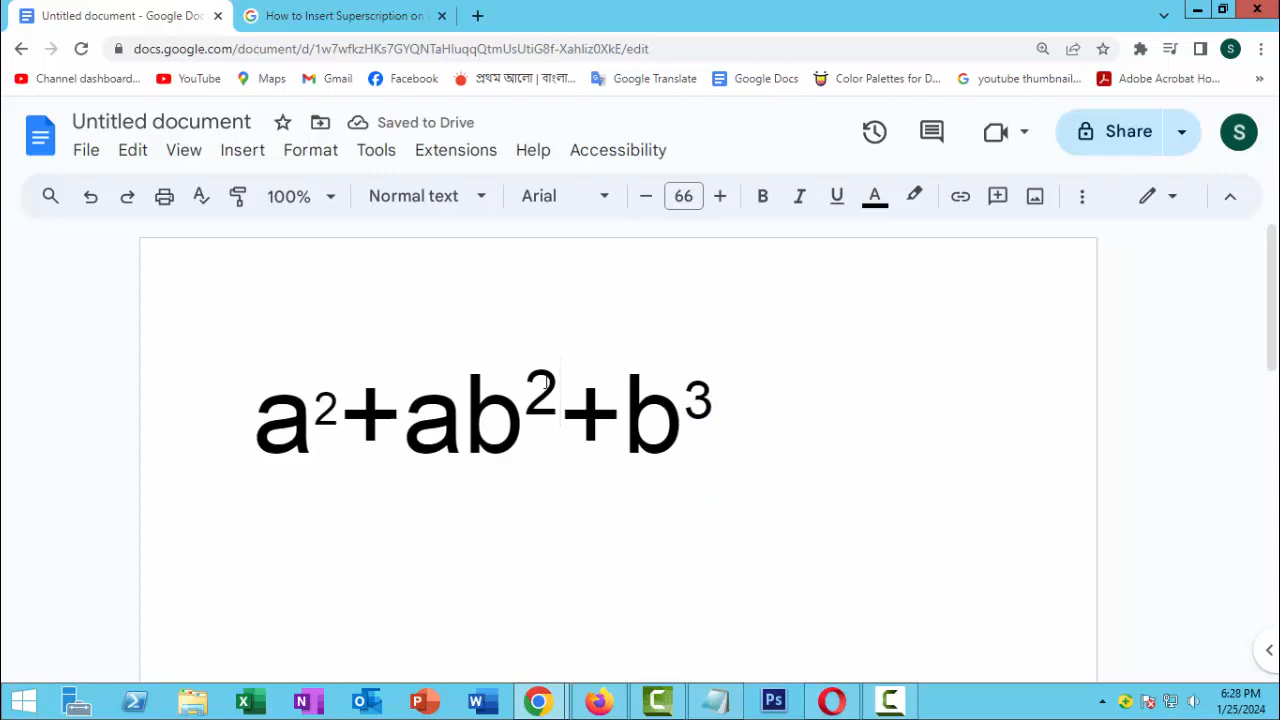 Untitled document - Google Doc
How to Insert Superscription on
docs.google.com/document/d/1w7wfkzHKs7GYQNTaHluqqQtmUsUtiG8f-Xahliz0XkE/edit
S
Channel dashboard...
YouTube
Maps
Gmail
Facebook
প্রথম আলো | বাংলা...
Google Translate
Google Docs
Color Palettes for D...
youtube thumbnail...
Adobe Acrobat Ho...
»
Untitled document
Saved to Drive
Share
S
File Edit View Insert Format Tools Extensions Help Accessibility
100% Normal text Arial − 66 + B I U A
a²+ab²+b³
6:28 PM
1/25/2024